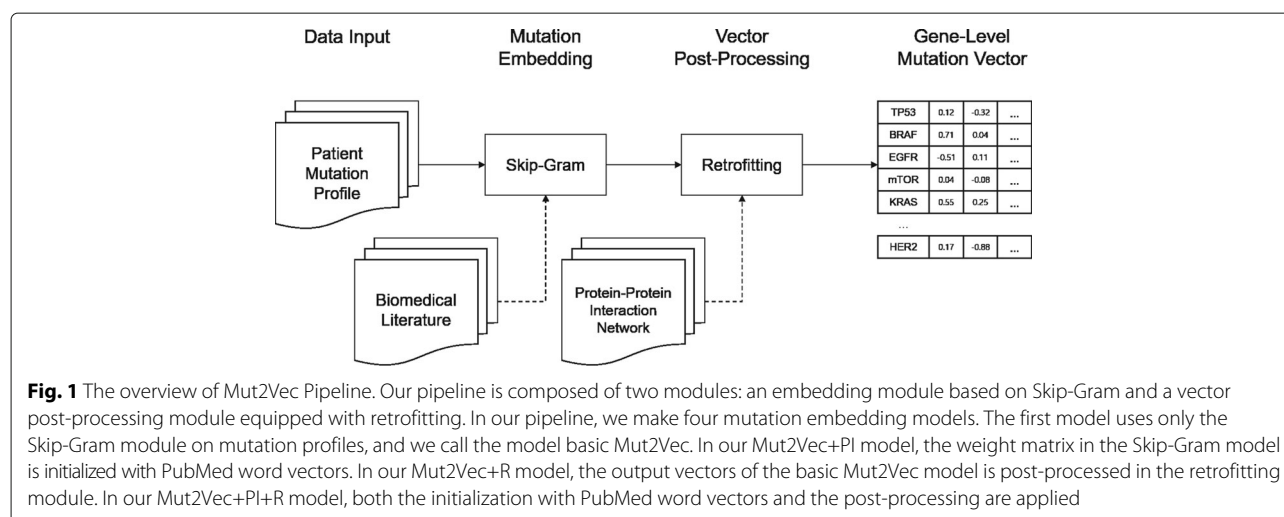 Data Input
Mutation
Embedding
Vector
Post-Processing
Gene-Level
Mutation Vector
Patient
Mutation
Profile
Skip-Gram
Retrofitting
TP53 0.12 -0.32 ...
BRAF 0.71 0.04 ...
EGFR -0.51 0.11 ...
mTOR 0.04 -0.08 ...
KRAS 0.55 0.25 ...
...
HER2 0.17 -0.88 ...
Biomedical
Literature
Protein-Protein
Interaction
Network
Fig. 1 The overview of Mut2Vec Pipeline. Our pipeline is composed of two modules: an embedding module based on Skip-Gram and a vector
post-processing module equipped with retrofitting. In our pipeline, we make four mutation embedding models. The first model uses only the
Skip-Gram module on mutation profiles, and we call the model basic Mut2Vec. In our Mut2Vec+PI model, the weight matrix in the Skip-Gram model
is initialized with PubMed word vectors. In our Mut2Vec+R model, the output vectors of the basic Mut2Vec model is post-processed in the retrofitting
module. In our Mut2Vec+PI+R model, both the initialization with PubMed word vectors and the post-processing are applied